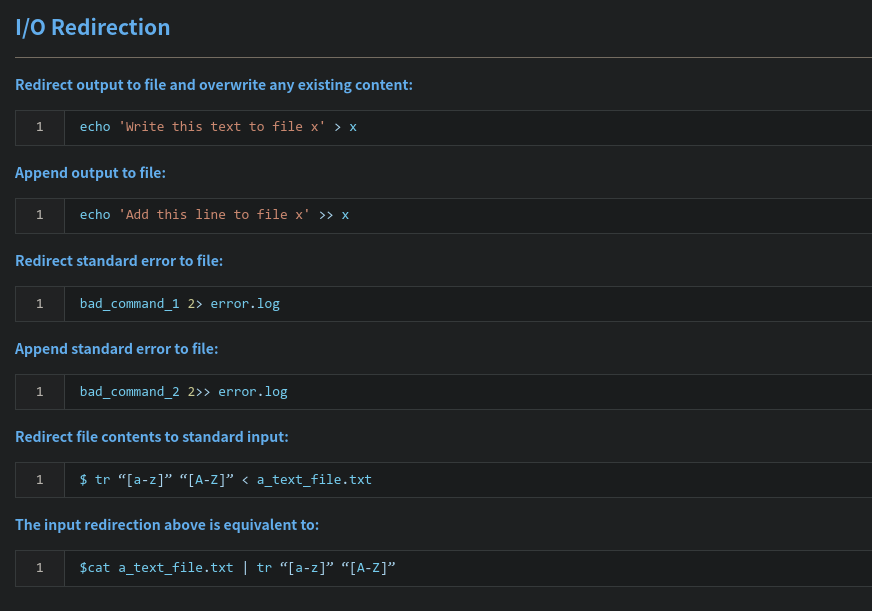 I/O Redirection
Redirect output to file and overwrite any existing content:
1 echo 'Write this text to file x' > x
Append output to file:
1 echo 'Add this line to file x' >> x
Redirect standard error to file:
1 bad_command_1 2> error.log
Append standard error to file:
1 bad_command_2 2>> error.log
Redirect file contents to standard input:
1 $ tr “[a-z]” “[A-Z]” < a_text_file.txt
The input redirection above is equivalent to:
1 $cat a_text_file.txt | tr “[a-z]” “[A-Z]”